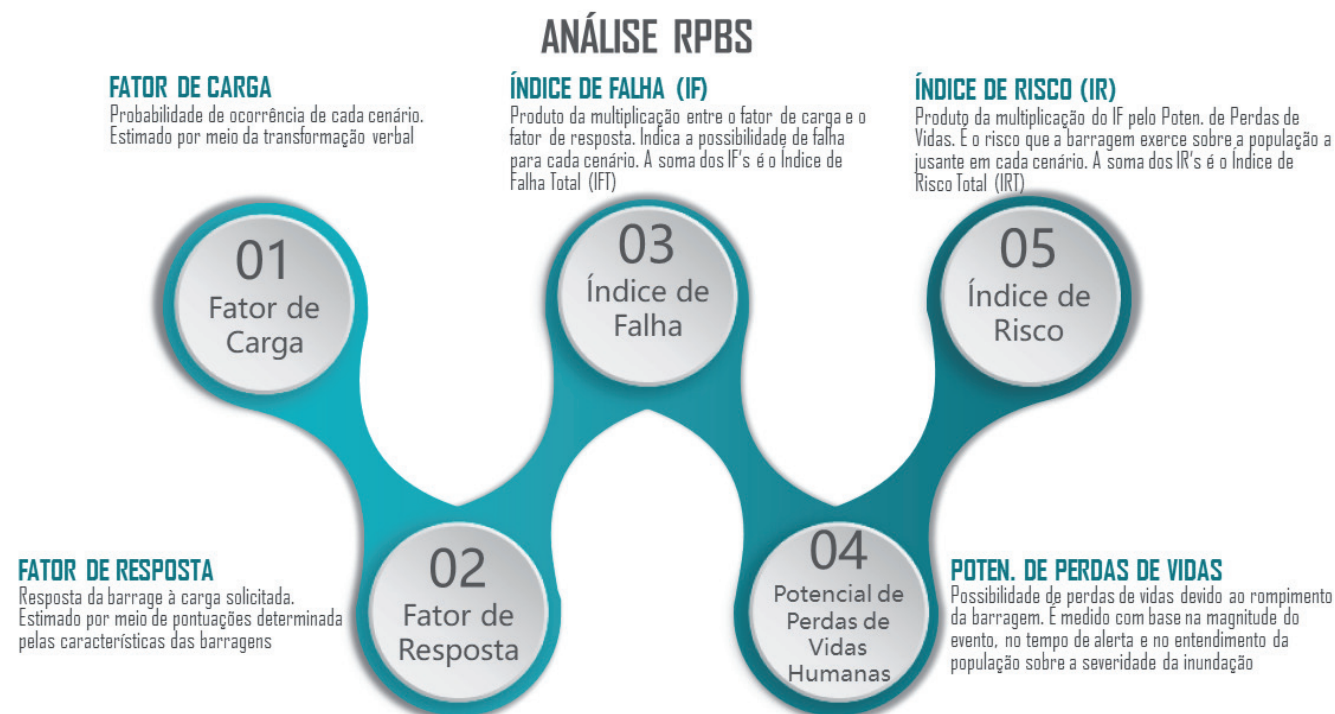 ANÁLISE RPBS
FATOR DE CARGA
Probabilidade de ocorrência de cada cenário.
Estimado por meio da transformação verbal
ÍNDICE DE FALHA (IF)
Produto da multiplicação entre o fator de carga e o
fator de resposta. Indica a possibilidade de falha
para cada cenário. A soma dos IF's é o Índice de
Falha Total (IFT)
ÍNDICE DE RISCO (IR)
Produto da multiplicação do IF pelo Poten. de Perdas de
Vidas. É o risco que a barragem exerce sobre a população a
jusante em cada cenário. A soma dos IR's é o Índice de
Risco Total (IRT)
01
Fator de
Carga
03
Índice de
Falha
05
Índice de
Risco
02
Fator de
Resposta
04
Potencial de
Perdas de
Vidas
Humanas
FATOR DE RESPOSTA
Resposta da barrage à carga solicitada.
Estimado por meio de pontuações determinada
pelas características das barragens
POTEN. DE PERDAS DE VIDAS
Possibilidade de perdas de vidas devido ao rompimento
da barragem. É medido com base na magnitude do
evento, no tempo de alerta e no entendimento da
população sobre a severidade da inundação